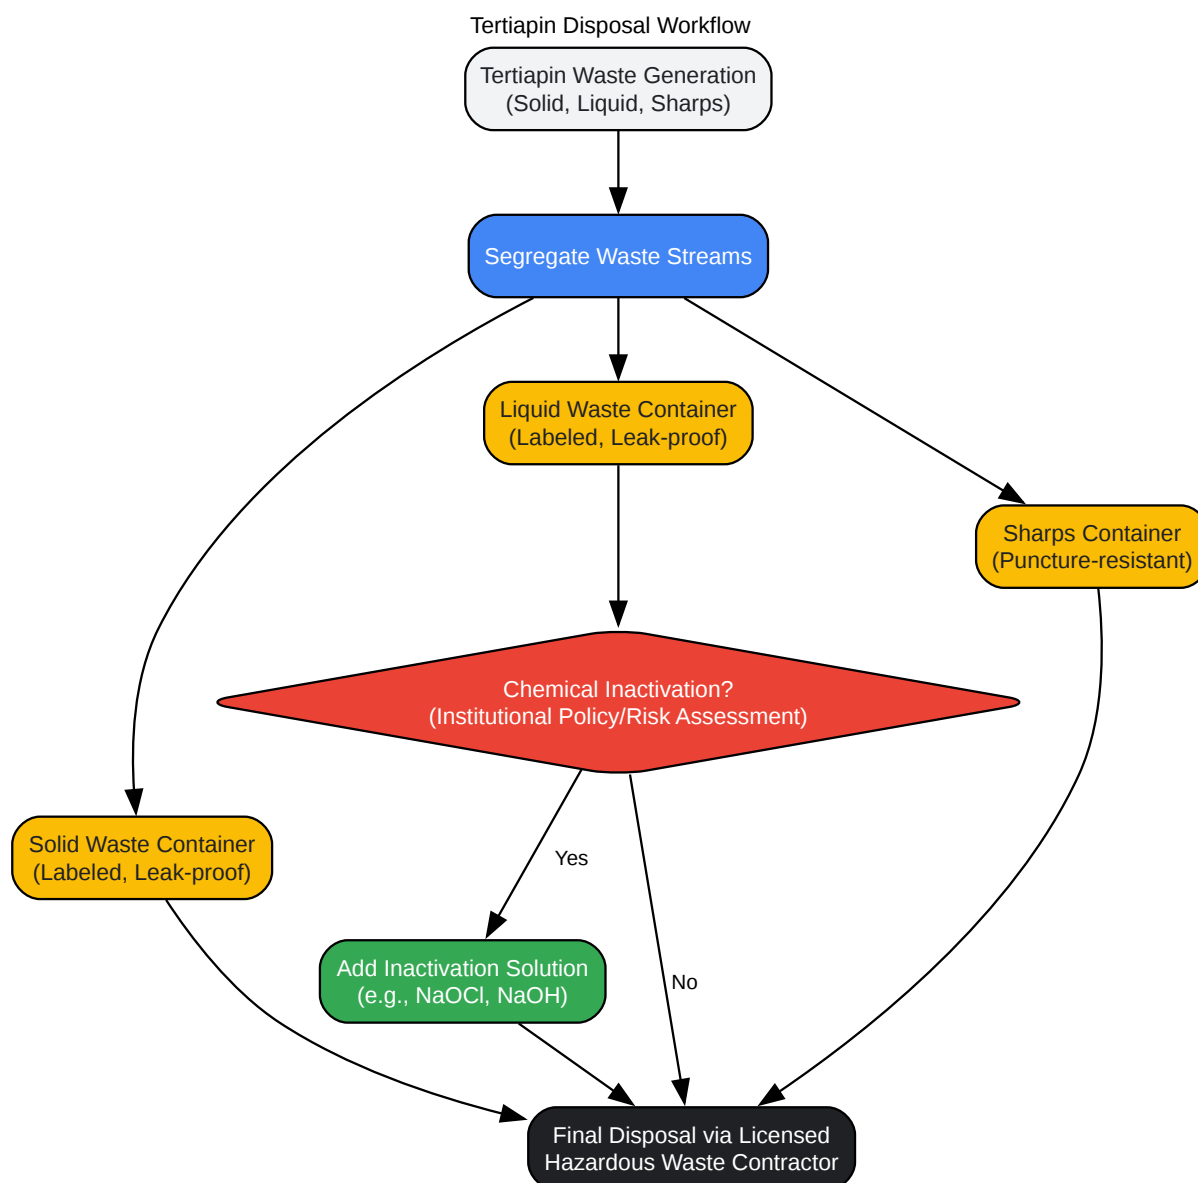 Tertiapin Disposal Workflow
Tertiapin Waste Generation
(Solid, Liquid, Sharps)
Segregate Waste Streams
Liquid Waste Container
(Labeled, Leak-proof)
Sharps Container
(Puncture-resistant)
Chemical Inactivation?
(Institutional Policy/Risk Assessment)
Solid Waste Container
(Labeled, Leak-proof)
Yes
Add Inactivation Solution
(e.g., NaOCl, NaOH)
No
Final Disposal via Licensed
Hazardous Waste Contractor